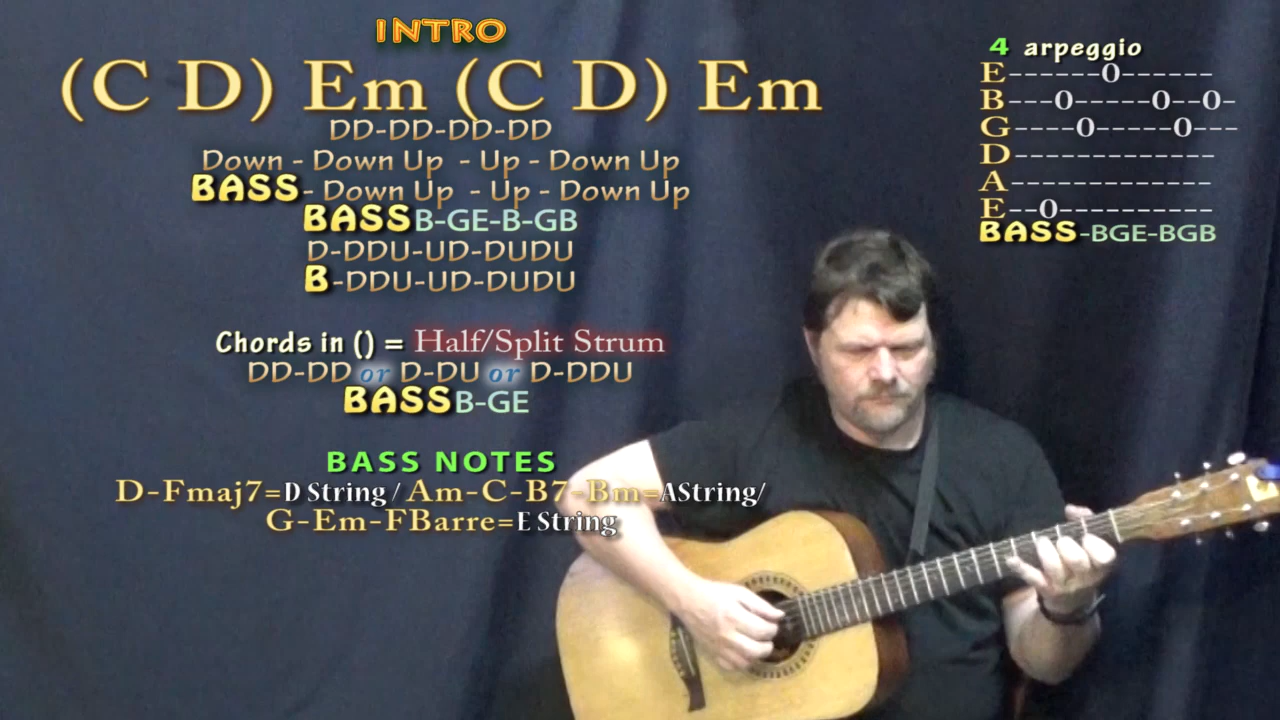 INTRO
(C D) Em (C D) Em
DD-DD-DD-DD
Down - Down Up - Up - Down Up
BASS - Down Up - Up - Down Up
BASS B-GE-B-GB
D-DDU-UD-DUDU
B-DDU-UD-DUDU
Chords in () = Half/Split Strum
DD-DD or D-DU or D-DDU
BASS B-GE
BASS NOTES
D-Fmaj7=D String / Am-C-B7-Bm=AString/
G-Em-FBarre=E String
4 arpeggio
E------0------
B---0-----0--0-
G----0-----0---
D-------------
A-------------
E--0----------
BASS-BGE-BGB